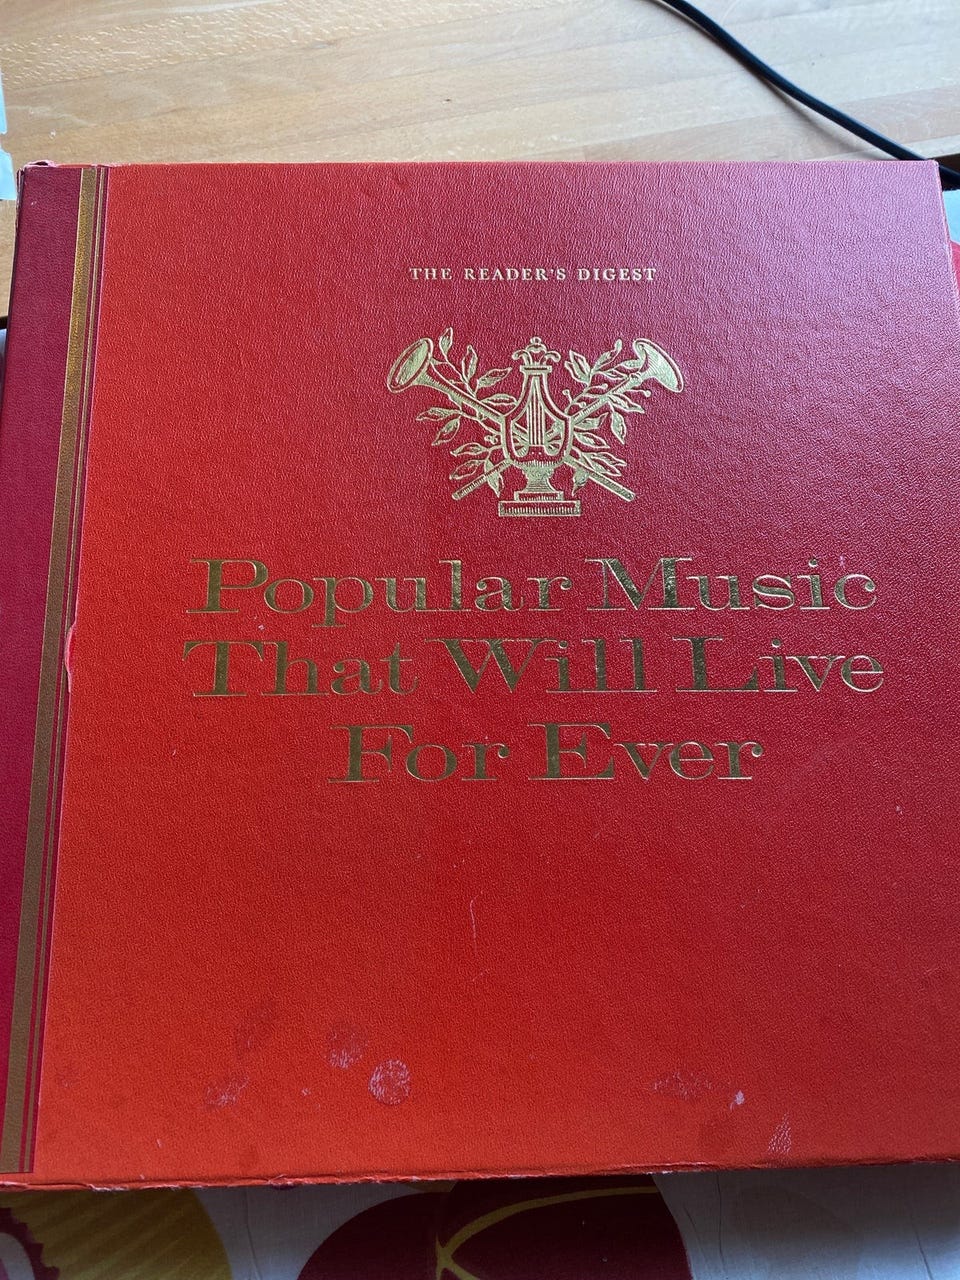 THE READER'S DIGEST
Popular Music
That Will Live
For Ever